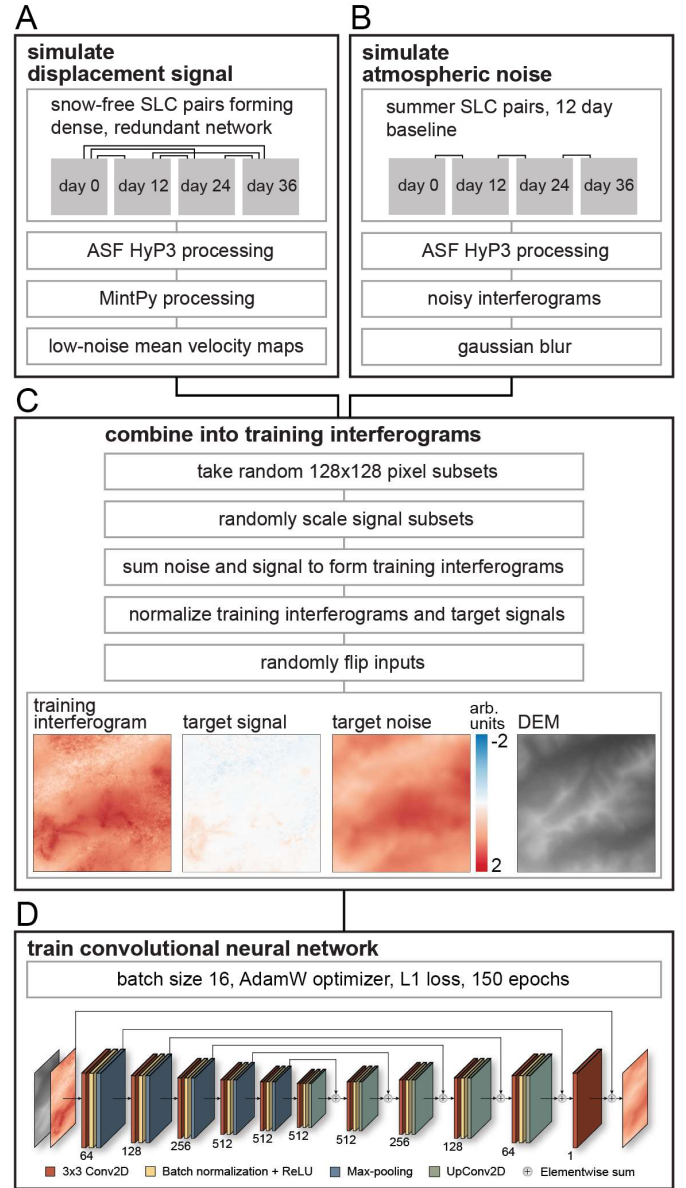 A
simulate
displacement signal
snow-free SLC pairs forming
dense, redundant network
day 0
day 12
day 24
day 36
ASF HyP3 processing
MintPy processing
low-noise mean velocity maps
B
simulate
atmospheric noise
summer SLC pairs, 12 day
baseline
day 0
day 12
day 24
day 36
ASF HyP3 processing
noisy interferograms
gaussian blur
C
combine into training interferograms
take random 128x128 pixel subsets
randomly scale signal subsets
sum noise and signal to form training interferograms
normalize training interferograms and target signals
randomly flip inputs
training
interferogram
target signal
target noise
arb.
units
-2
2
DEM
D
train convolutional neural network
batch size 16, AdamW optimizer, L1 loss, 150 epochs
64
128
256
512
512
512
512
256
128
64
1
3x3 Conv2D
Batch normalization + ReLU
Max-pooling
UpConv2D
Elementwise sum